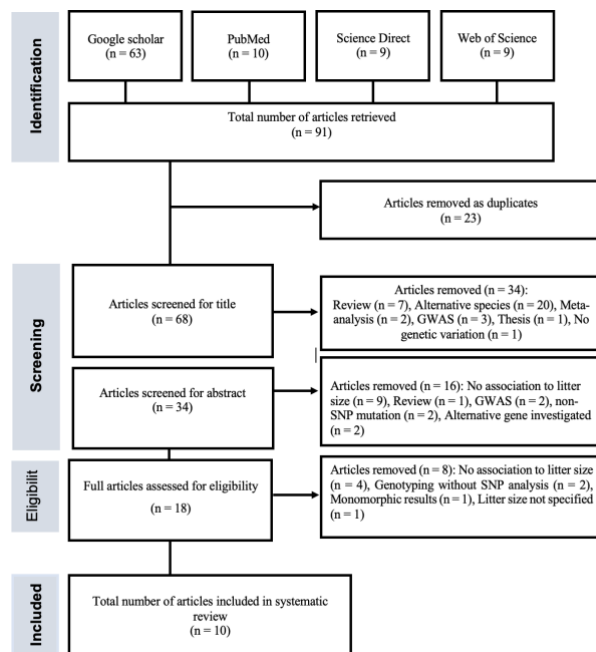 Identification
Google scholar
(n = 63)
PubMed
(n = 10)
Science Direct
(n = 9)
Web of Science
(n = 9)
Total number of articles retrieved
(n = 91)
Articles removed as duplicates
(n = 23)
Screening
Articles screened for title
(n = 68)
Articles removed (n = 34):
Review (n = 7), Alternative species (n = 20), Meta-
analysis (n = 2), GWAS (n = 3), Thesis (n = 1), No
genetic variation (n = 1)
Articles screened for abstract
(n = 34)
Articles removed (n = 16): No association to litter
size (n = 9), Review (n = 1), GWAS (n = 2), non-
SNP mutation (n = 2), Alternative gene investigated
(n = 2)
Eligibilit
Full articles assessed for eligibility
(n = 18)
Articles removed (n = 8): No association to litter size
(n = 4), Genotyping without SNP analysis (n = 2),
Monomorphic results (n = 1), Litter size not specified
(n = 1)
Included
Total number of articles included in systematic
review
(n = 10)